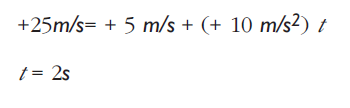 +25m/s= + 5 m/s + (+ 10 m/s²) t
t = 2s